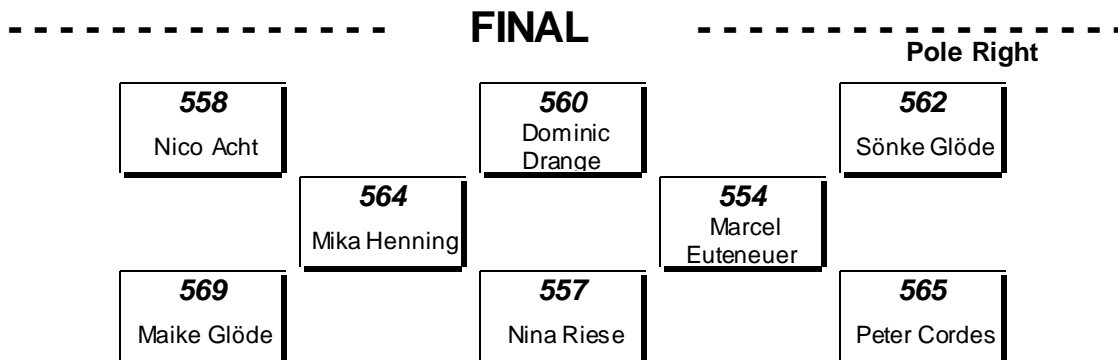 FINAL
Pole Right
558
Nico Acht
560
Dominic
Drange
562
Sönke Glöde
564
Mika Henning
554
Marcel
Euteneuer
569
Maike Glöde
557
Nina Riese
565
Peter Cordes